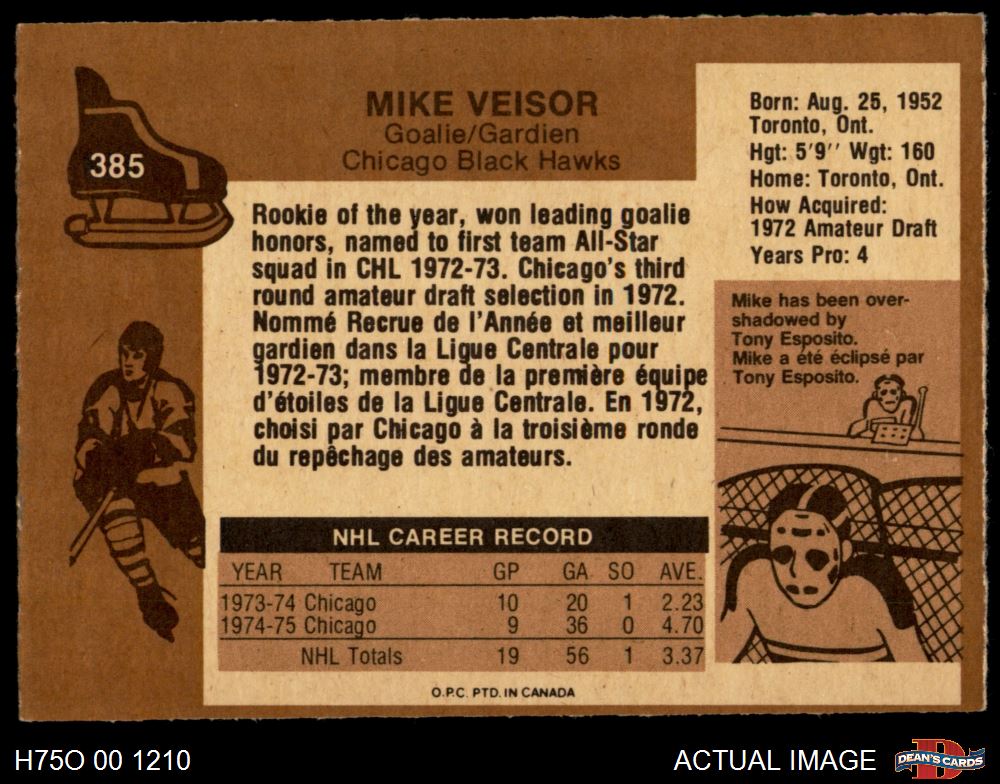 385
MIKE VEISOR
Goalie/Gardien
Chicago Black Hawks
Born: Aug. 25, 1952
Toronto, Ont.
Hgt: 5'9'' Wgt: 160
Home: Toronto, Ont.
How Acquired:
1972 Amateur Draft
Years Pro: 4
Rookie of the year, won leading goalie
honors, named to first team All-Star
squad in CHL 1972-73. Chicago's third
round amateur draft selection in 1972.
Nommé Recrue de l'Année et meilleur
gardien dans la Ligue Centrale pour
1972-73; membre de la première équipe
d'étoiles de la Ligue Centrale. En 1972,
choisi par Chicago à la troisième ronde
du repêchage des amateurs.
Mike has been over-
shadowed by
Tony Esposito.
Mike a été éclipsé par
Tony Esposito.
NHL CAREER RECORD
YEAR TEAM GP GA SO AVE.
1973-74 Chicago 10 20 1 2.23
1974-75 Chicago 9 36 0 4.70
NHL Totals 19 56 1 3.37
O.P.C. PTD. IN CANADA
H75O 00 1210
ACTUAL IMAGE
D
DEAN'S CARDS